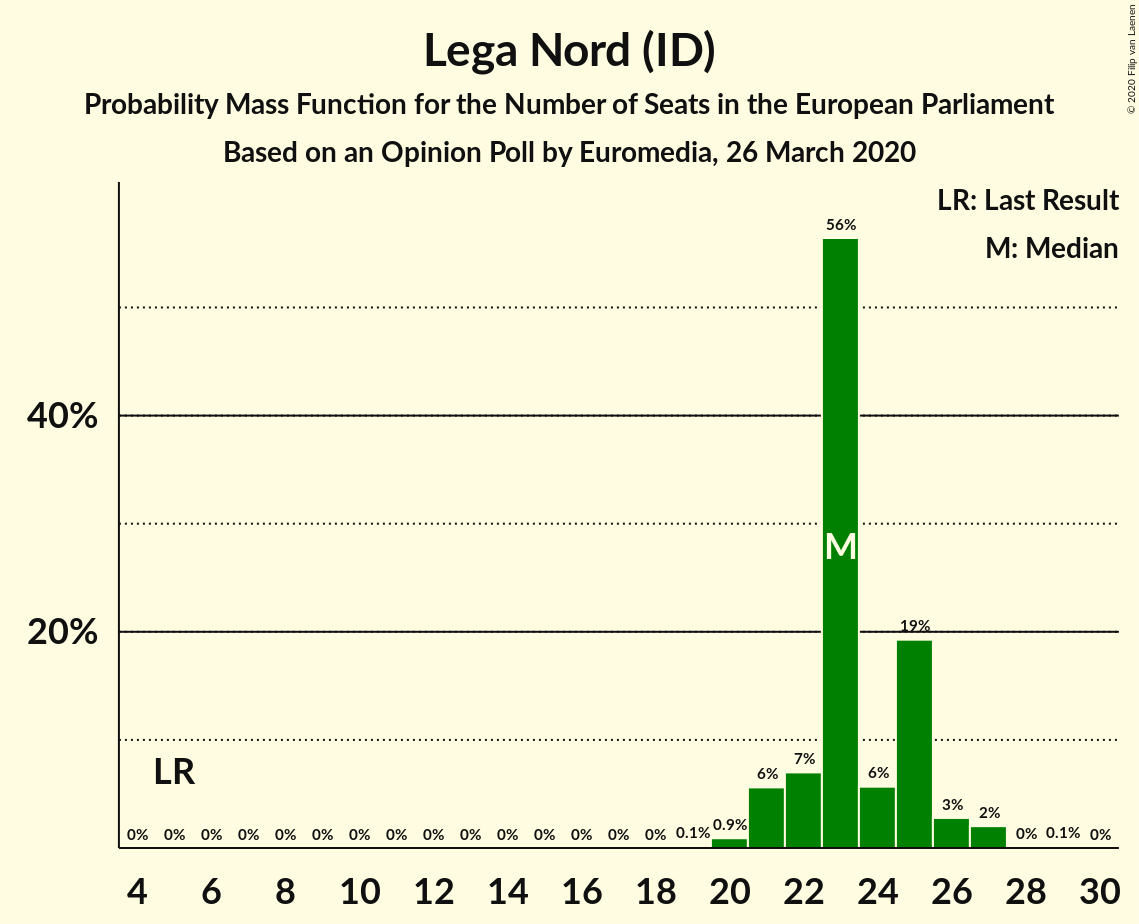 © 2020 Filip van Laenen
Lega Nord (ID)
Probability Mass Function for the Number of Seats in the European Parliament
Based on an Opinion Poll by Euromedia, 26 March 2020
LR: Last Result
M: Median
56%
40%
M
20%
19%
LR
0% 0% 0% 0% 0% 0% 0% 0% 0% 0% 0% 0% 0% 0% 0% 0.1% 0.9% 6% 7% 6% 3% 2% 0% 0.1% 0%
4 6 8 10 12 14 16 18 20 22 24 26 28 30